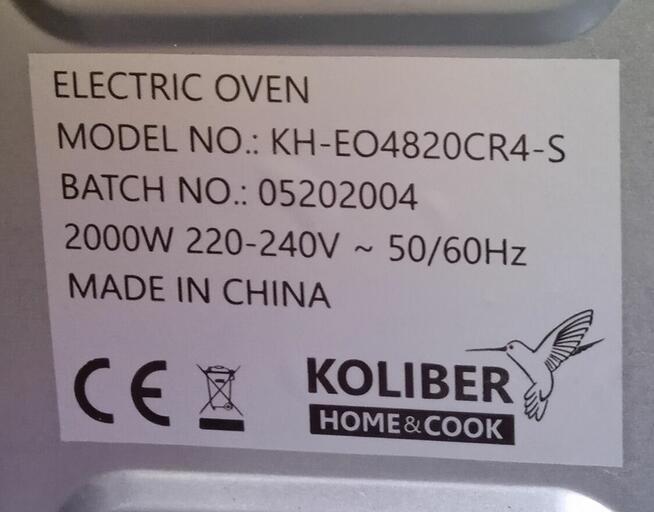 ELECTRIC OVEN
MODEL NO.: KH-EO4820CR4-S
BATCH NO.: 05202004
2000W 220-240V ~ 50/60Hz
MADE IN CHINA
CE
KOLIBER
HOME&COOK